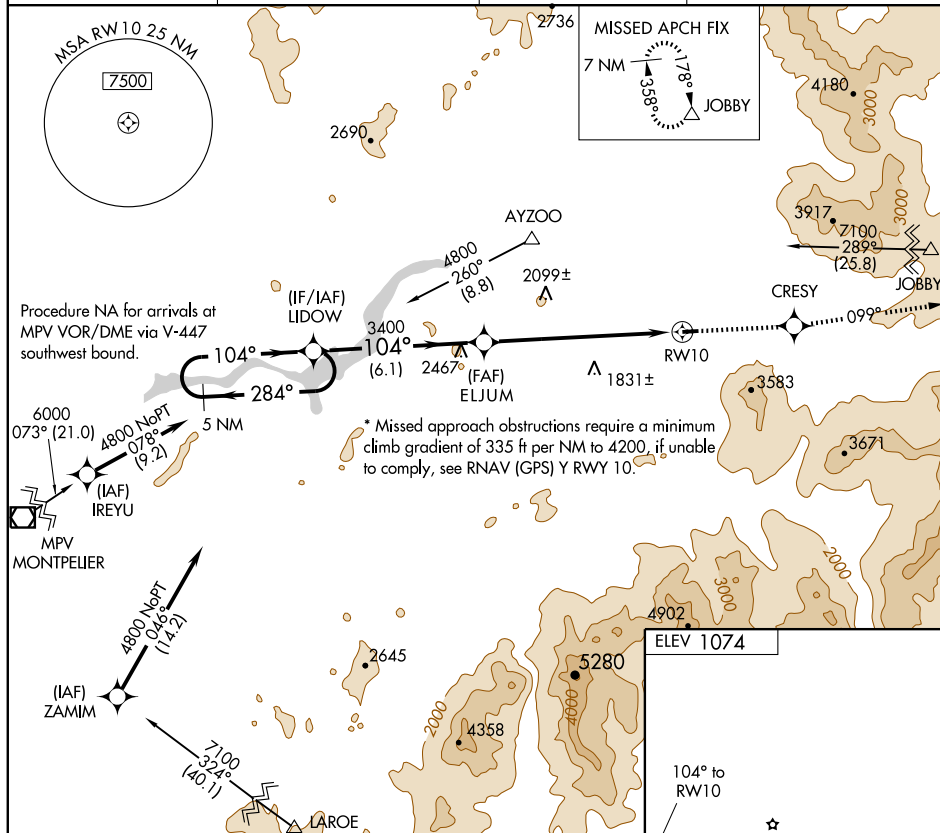 MSA RW10 25 NM
7500
2736
MISSED APCH FIX
7 NM
178°
358°
JOBBY
4180
3000
2690
3917
3000
7100
289°
(25.8)
JOBBY
AYZOO
4800
260°
(8.8)
2099±
CRESY
099°
Procedure NA for arrivals at
MPV VOR/DME via V-447
southwest bound.
(IF/IAF)
LIDOW
3400
104°
(6.1)
104°
284°
5 NM
2467
(FAF)
ELJUM
RW10
1831±
3583
3671
6000
073° (21.0)
4800 NoPT
078°
(9.2)
(IAF)
IREYU
MPV
MONTPELIER
* Missed approach obstructions require a minimum
climb gradient of 335 ft per NM to 4200, if unable
to comply, see RNAV (GPS) Y RWY 10.
4800 NoPT
046°
(14.2)
(IAF)
ZAMIM
2645
7100
324°
(40.1)
LAROE
2000
4358
5280
4000
4902
3000
2000
ELEV 1074
104° to
RW10